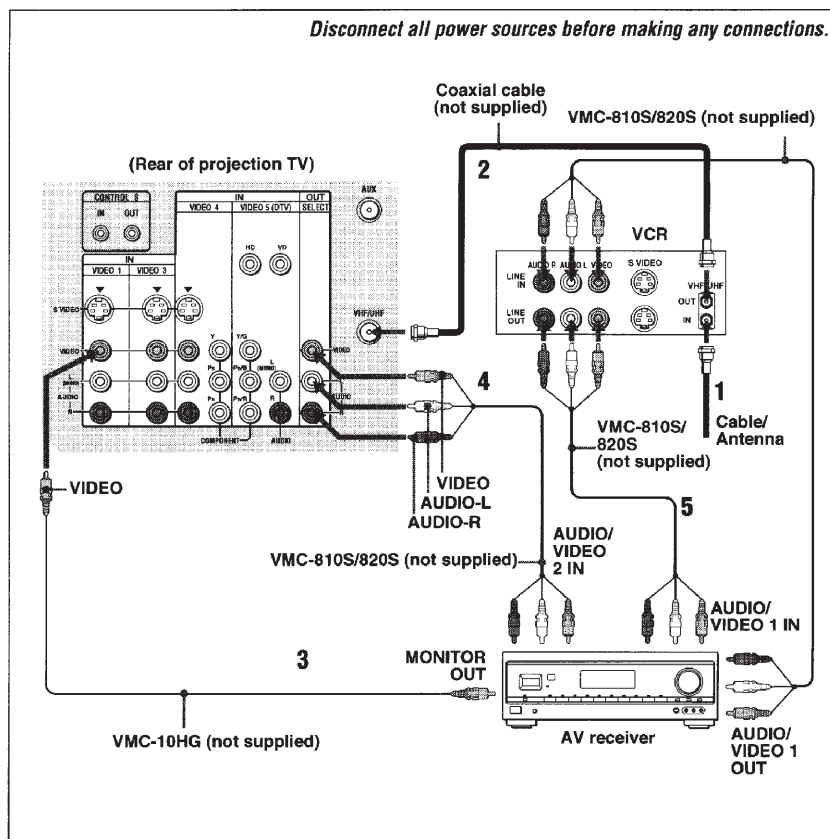 Disconnect all power sources before making any connections.
Coaxial cable
(not supplied)
VMC-810S/820S (not supplied)
(Rear of projection TV)
2
CONTROL S
IN OUT
IN
OUT
VIDEO 4
VIDEO 5 (DTV)
SELECT
AUX
HD VD
IN
VIDEO 1 VIDEO 3
S VIDEO
VHF/UHF
VIDEO
L
(MONO)
AUDIO
R
Y
PB
PR
Y/G
PB/B
PR/R
L
(MONO)
R
COMPONENT
AUDIO
VIDEO
AUDIO
VCR
AUDIO R AUDIO L VIDEO
S VIDEO
LINE
IN
LINE
OUT
VHF/UHF
OUT
IN
4
1
Cable/
Antenna
VMC-810S/
820S
(not supplied)
VIDEO
VIDEO
AUDIO-L
AUDIO-R
5
AUDIO/
VIDEO
2 IN
VMC-810S/820S (not supplied)
AUDIO/
VIDEO 1 IN
3
MONITOR
OUT
VMC-10HG (not supplied)
AV receiver
AUDIO/
VIDEO 1
OUT